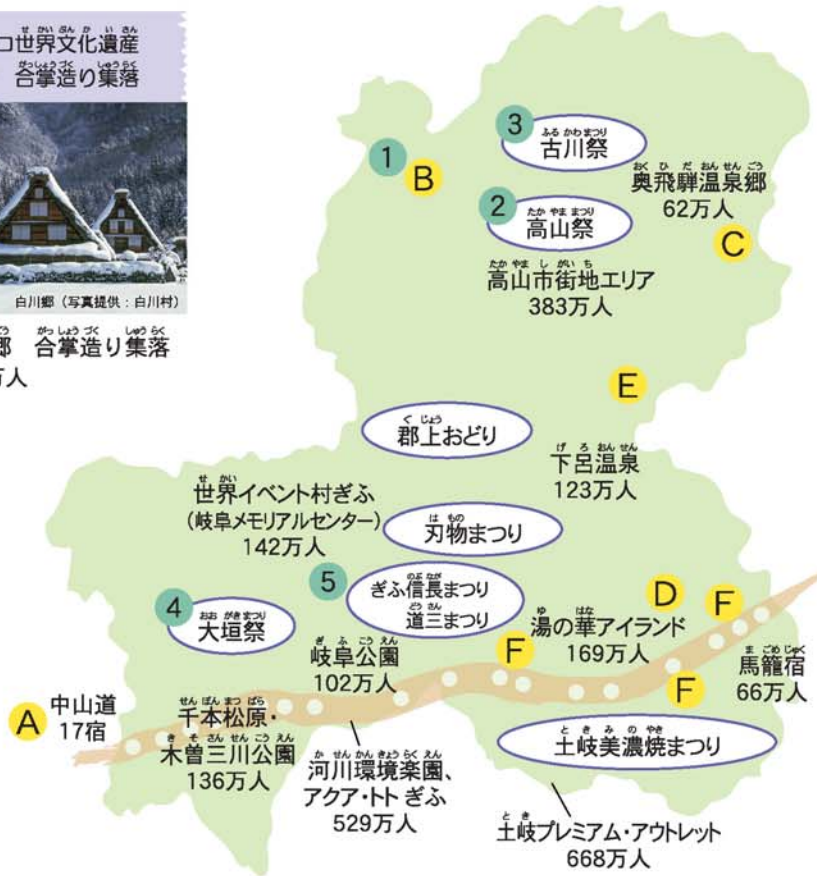 コ世界文化遺産
合掌造り集落
白川郷（写真提供：白川村）
郷 合掌造り集落
万人
1
B
3
古川祭
2
高山祭
奥飛騨温泉郷
62万人
C
高山市街地エリア
383万人
E
郡上おどり
下呂温泉
123万人
世界イベント村ぎふ
（岐阜メモリアルセンター）
142万人
刃物まつり
5
ぎふ信長まつり
道三まつり
4
大垣祭
岐阜公園
102万人
D
F
湯の華アイランド
169万人
F
F
馬籠宿
66万人
A
中山道
17宿
千本松原・
木曽三川公園
136万人
河川環境楽園、
アクア・トト ぎふ
529万人
土岐美濃焼まつり
土岐プレミアム・アウトレット
668万人